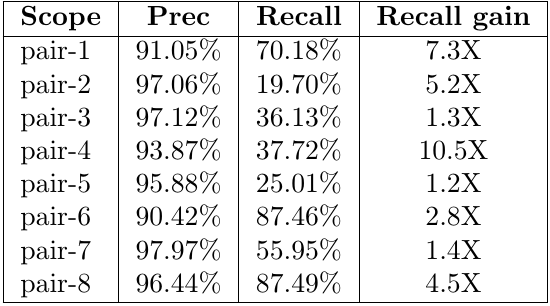 Scope Prec Recall Recall gain
pair-1 91.05% 70.18% 7.3X
pair-2 97.06% 19.70% 5.2X
pair-3 97.12% 36.13% 1.3X
pair-4 93.87% 37.72% 10.5X
pair-5 95.88% 25.01% 1.2X
pair-6 90.42% 87.46% 2.8X
pair-7 97.97% 55.95% 1.4X
pair-8 96.44% 87.49% 4.5X